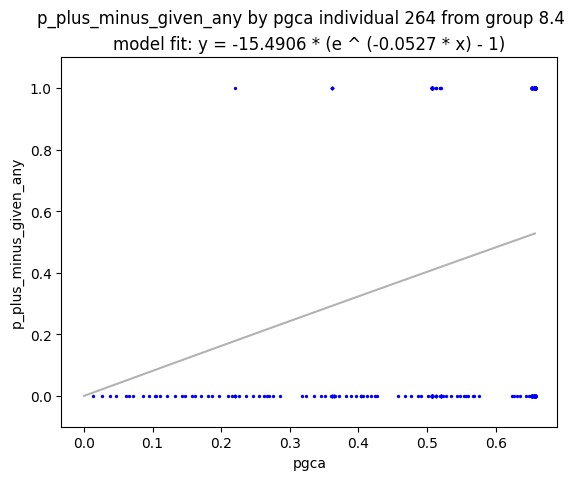 p_plus_minus_given_any by pgca individual 264 from group 8.4
model fit: y = -15.4906 * (e ^ (-0.0527 * x) - 1)
1.0
0.8
0.6
0.4
0.2
0.0
p_plus_minus_given_any
0.0 0.1 0.2 0.3 0.4 0.5 0.6
pgca